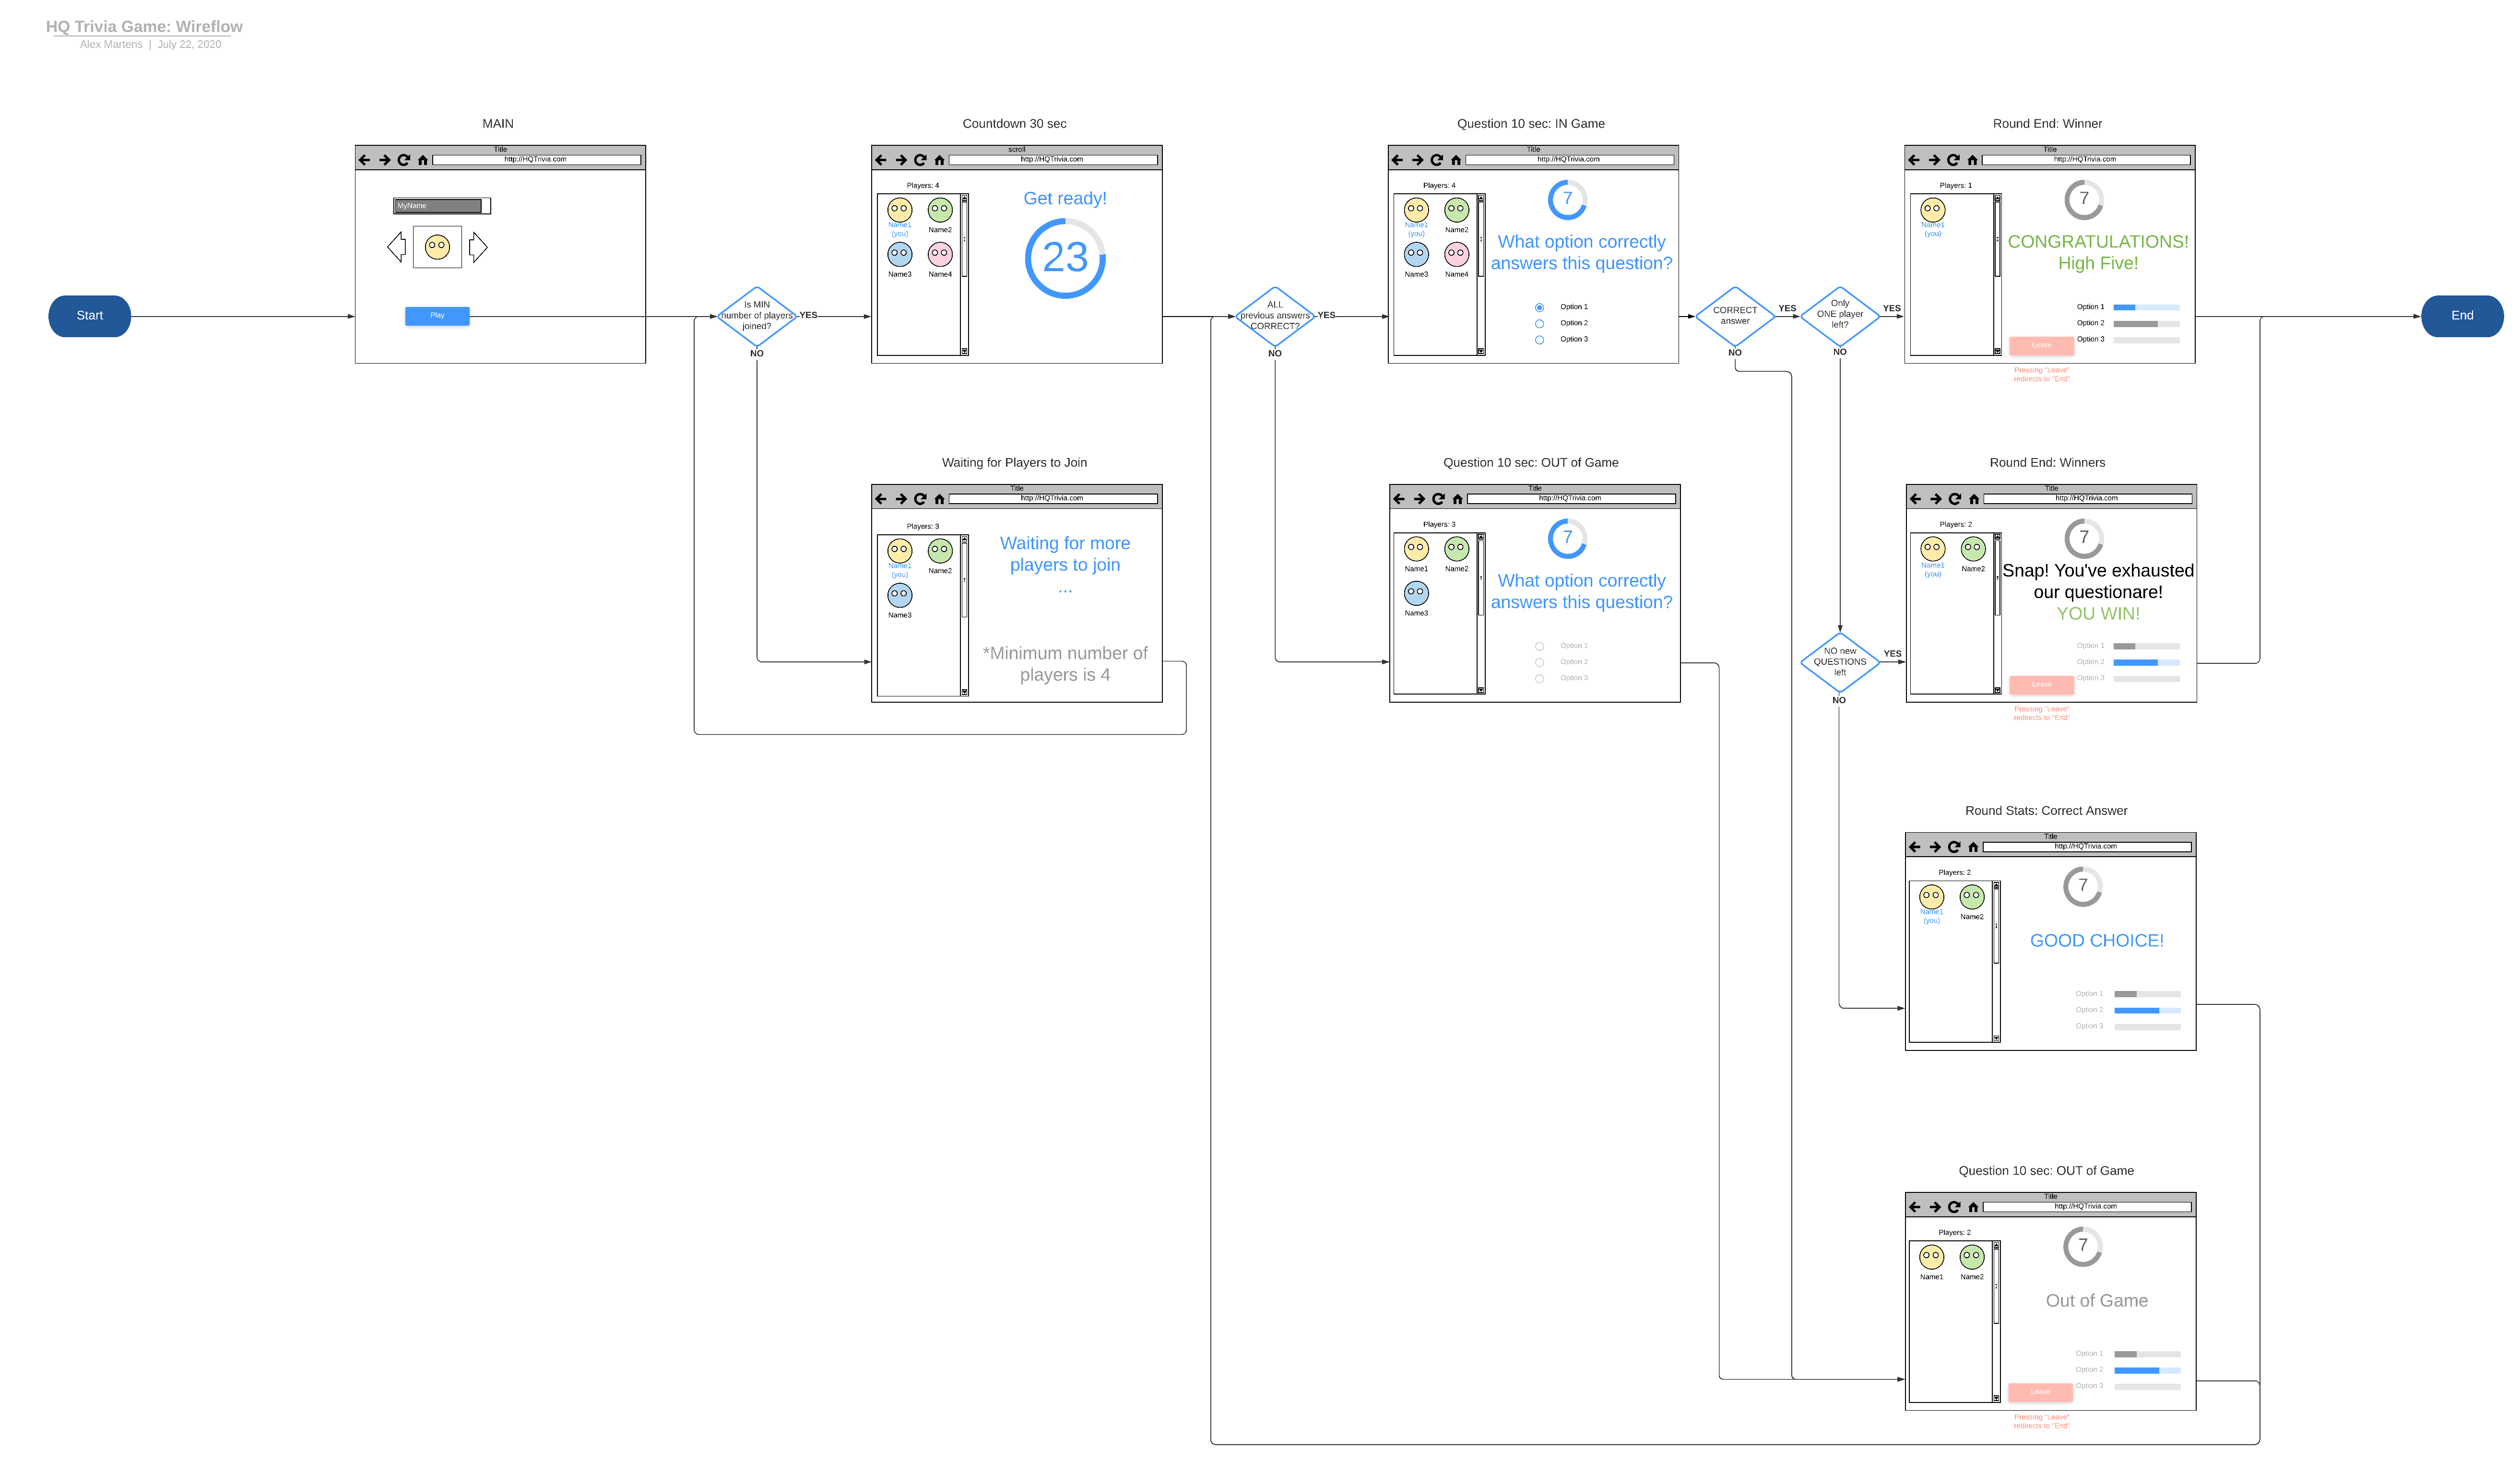 HQ Trivia Game: Wireflow
Alex Martens | July 22, 2020
Start
MAIN
Title
http://HQTrivia.com
MyName
Play
Is MIN
number of players
joined?
YES
NO
Countdown 30 sec
scroll
http://HQTrivia.com
Players: 4
Name1
(you)
Name2
Name3
Name4
Get ready!
23
Waiting for Players to Join
Title
http://HQTrivia.com
Players: 3
Name1
(you)
Name2
Name3
Waiting for more
players to join
...
*Minimum number of
players is 4
ALL
previous answers
CORRECT?
YES
NO
Question 10 sec: IN Game
Title
http://HQTrivia.com
Players: 4
Name1
(you)
Name2
Name3
Name4
7
What option correctly
answers this question?
Option 1
Option 2
Option 3
Question 10 sec: OUT of Game
Title
http://HQTrivia.com
Players: 3
Name1
Name2
Name3
7
What option correctly
answers this question?
Option 1
Option 2
Option 3
CORRECT
answer
YES
NO
Only
ONE player
left?
YES
NO
NO new
QUESTIONS
left
YES
NO
Round End: Winner
Title
http://HQTrivia.com
Players: 1
Name1
(you)
7
CONGRATULATIONS!
High Five!
Option 1
Option 2
Option 3
Leave
Pressing "Leave"
redirects to "End"
Round End: Winners
Title
http://HQTrivia.com
Players: 2
Name1
(you)
Name2
7
Snap! You've exhausted
our questionare!
YOU WIN!
Option 1
Option 2
Option 3
Leave
Pressing "Leave"
redirects to "End"
Round Stats: Correct Answer
Title
http://HQTrivia.com
Players: 2
Name1
(you)
Name2
7
GOOD CHOICE!
Option 1
Option 2
Option 3
Question 10 sec: OUT of Game
Title
http://HQTrivia.com
Players: 2
Name1
Name2
7
Out of Game
Option 1
Option 2
Option 3
Leave
Pressing "Leave"
redirects to "End"
End